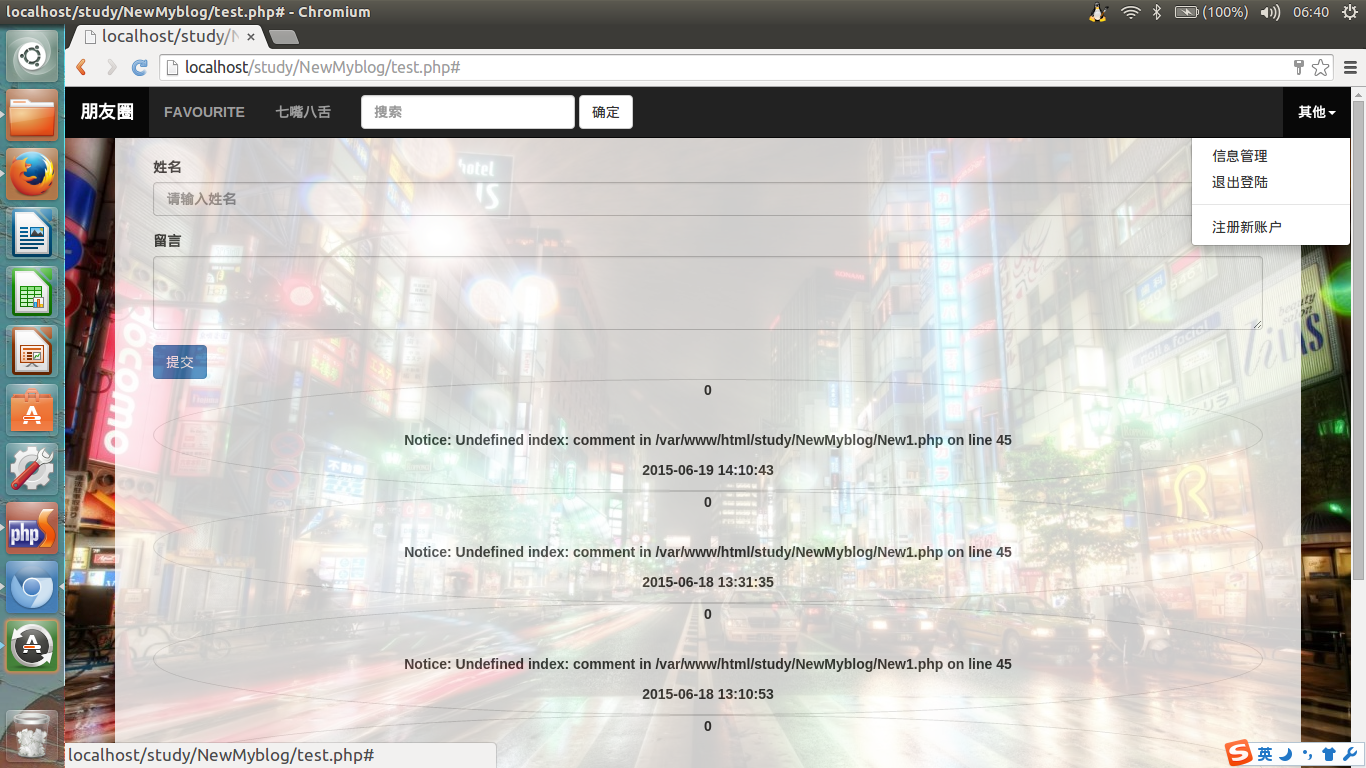 localhost/study/NewMyblog/test.php# - Chromium
(100%)
06:40
localhost/study/N
localhost/study/NewMyblog/test.php#
朋友圈
FAVOURITE
七嘴八舌
搜索
确定
其他
信息管理
退出登陆
注册新账户
姓名
请输入姓名
留言
提交
0
Notice: Undefined index: comment in /var/www/html/study/NewMyblog/New1.php on line 45
2015-06-19 14:10:43
0
Notice: Undefined index: comment in /var/www/html/study/NewMyblog/New1.php on line 45
2015-06-18 13:31:35
0
Notice: Undefined index: comment in /var/www/html/study/NewMyblog/New1.php on line 45
2015-06-18 13:10:53
0
hotel
docomo
beauty
salon
php
S
localhost/study/NewMyblog/test.php#
英